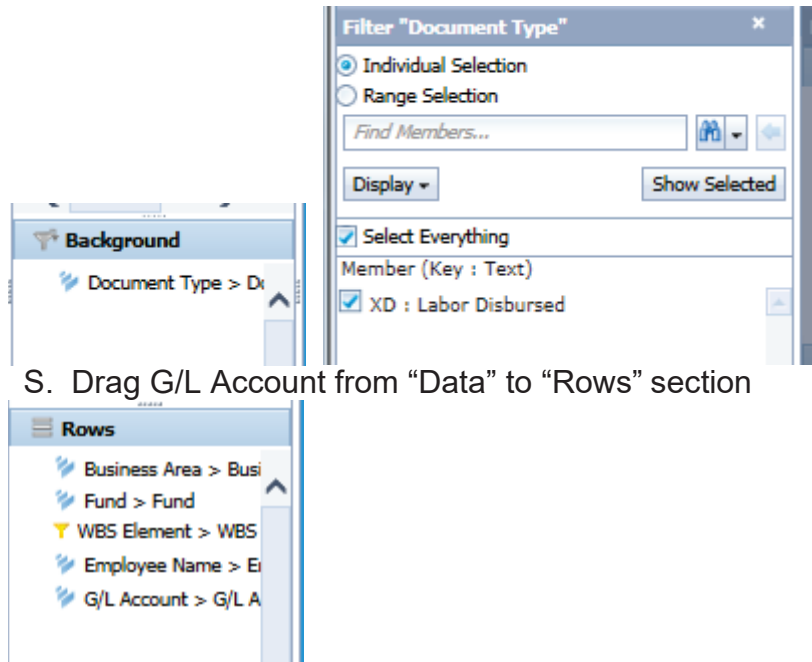 Filter "Document Type"
Individual Selection
Range Selection
Find Members...
Display
Show Selected
Select Everything
Member (Key : Text)
XD : Labor Disbursed
Background
Document Type > Do
S. Drag G/L Account from “Data” to “Rows” section
Rows
Business Area > Busi
Fund > Fund
WBS Element > WBS
Employee Name > E
G/L Account > G/L A